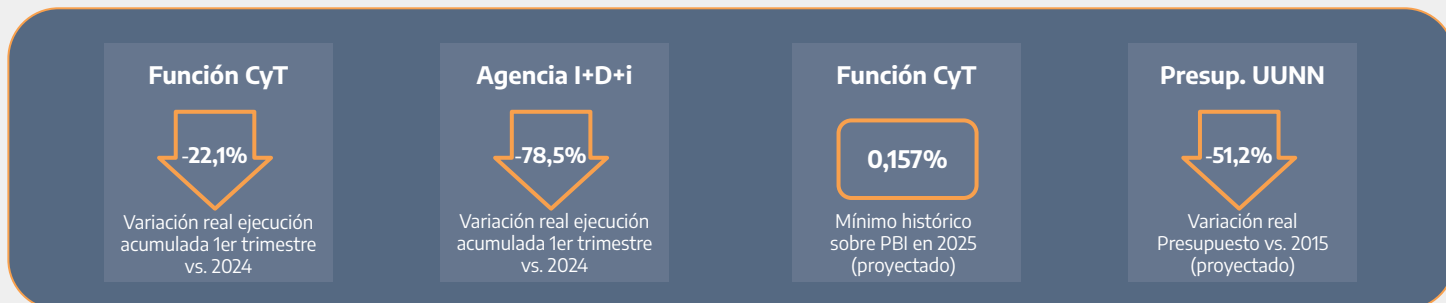 Función CyT
-22,1%
Variación real ejecución
acumulada 1er trimestre
vs. 2024
Agencia I+D+i
-78,5%
Variación real ejecución
acumulada 1er trimestre
vs. 2024
Función CyT
0,157%
Mínimo histórico
sobre PBI en 2025
(proyectado)
Presup. UUNN
-51,2%
Variación real
Presupuesto vs. 2015
(proyectado)